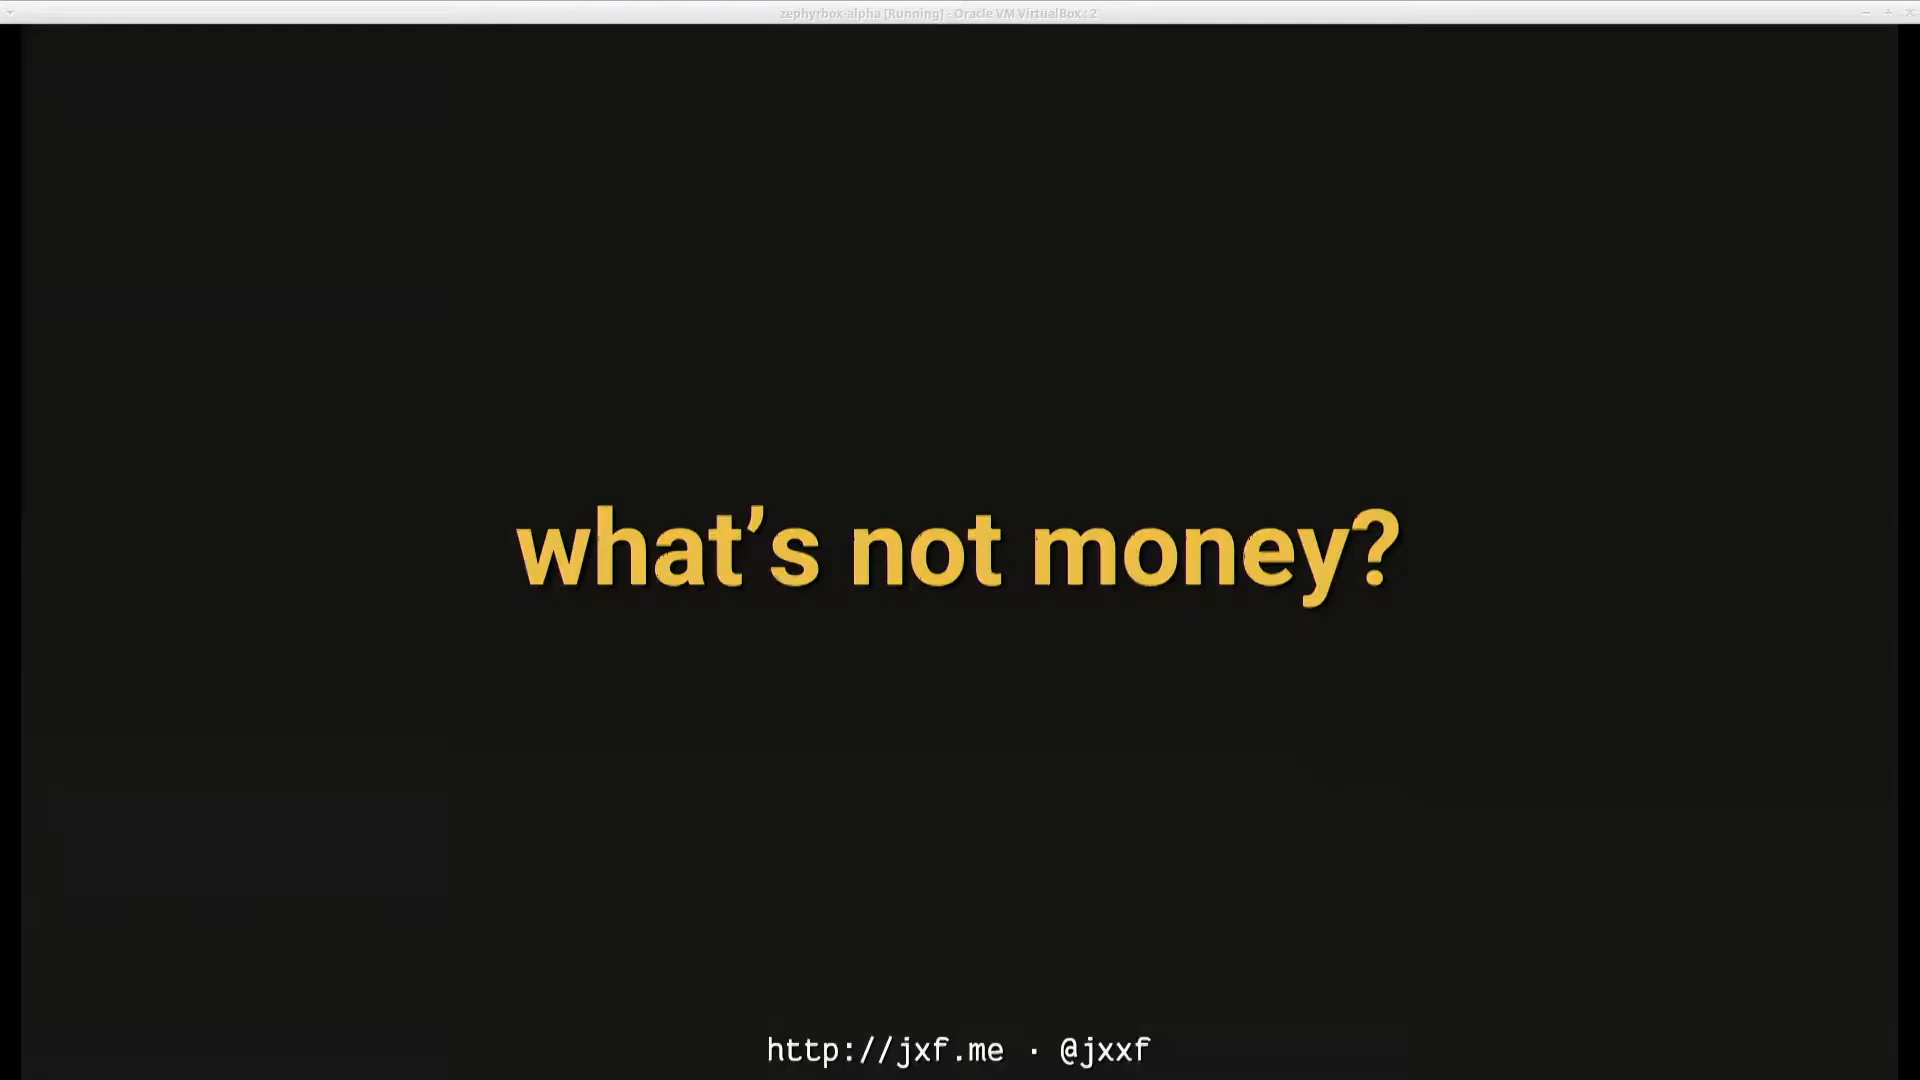 zephyrbox-alpha [Running] - Oracle VM VirtualBox : 2
what’s not money?
http://jxf.me · @jxxf